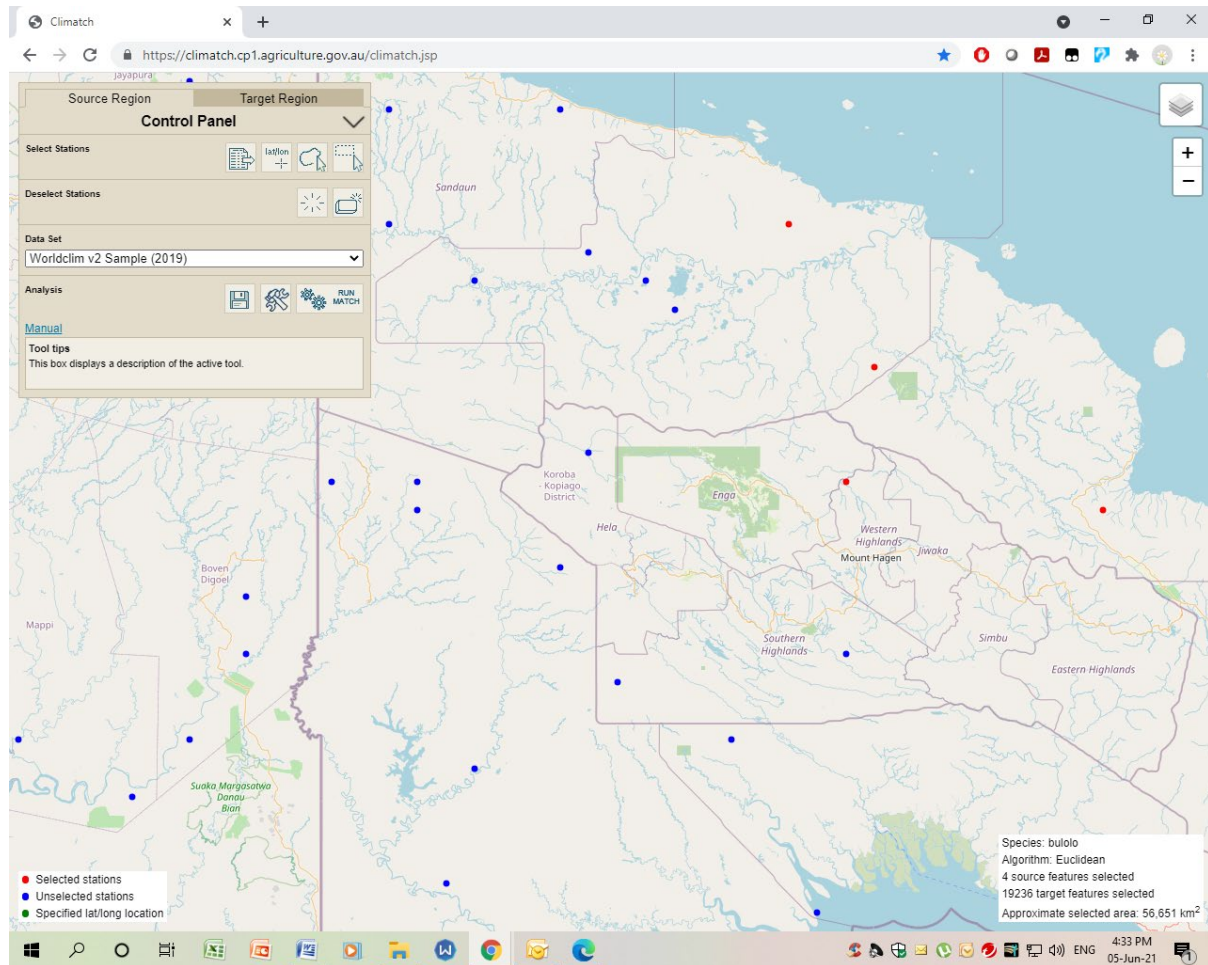 Climatch
https://climatch.cp1.agriculture.gov.au/climatch.jsp
Jayapura
Source Region Target Region
Control Panel
Select Stations
lat/lon
Deselect Stations
Data Set
Worldclim v2 Sample (2019)
Analysis
RUN MATCH
Manual
Tool tips
This box displays a description of the active tool.
+
−
Sandaun
Koroba
- Kopiago
District
Enga
Hela
Western
Highlands
Mount Hagen
Jiwaka
Boven
Digoel
Mappi
Southern
Highlands
Simbu
Eastern Highlands
Suaka Margasatwa
Danau
Bian
Selected stations
Unselected stations
Specified lat/long location
Species: bulolo
Algorithm: Euclidean
4 source features selected
19236 target features selected
Approximate selected area: 56,651 km²
ENG
4:33 PM
05-Jun-21